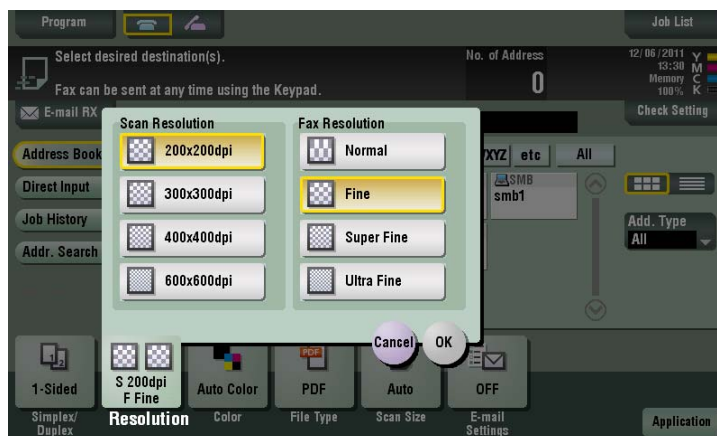 Program
Job List
Select desired destination(s).
No. of Address
12/06/2011
13:30
Memory
100%
Y
M
C
K
Fax can be sent at any time using the Keypad.
0
E-mail RX
Check Setting
Scan Resolution
Fax Resolution
200x200dpi
Normal
Address Book
XYZ
etc
All
300x300dpi
Fine
SMB
smb1
Direct Input
Job History
400x400dpi
Super Fine
Add. Type
All
Addr. Search
600x600dpi
Ultra Fine
Cancel
OK
1-Sided
S 200dpi
F Fine
Auto Color
PDF
PDF
Auto
OFF
Simplex/
Duplex
Resolution
Color
File Type
Scan Size
E-mail
Settings
Application